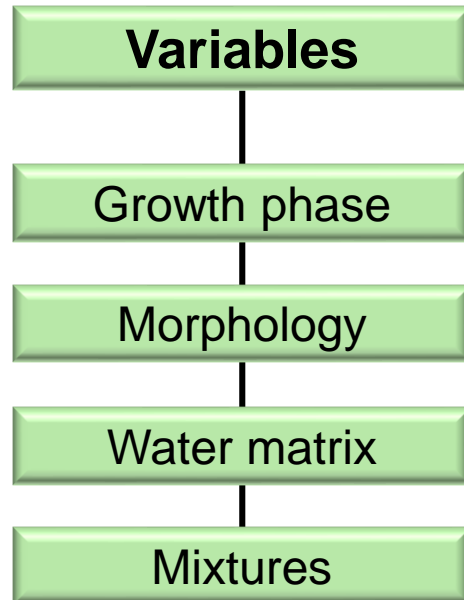 Variables
Growth phase
Morphology
Water matrix
Mixtures